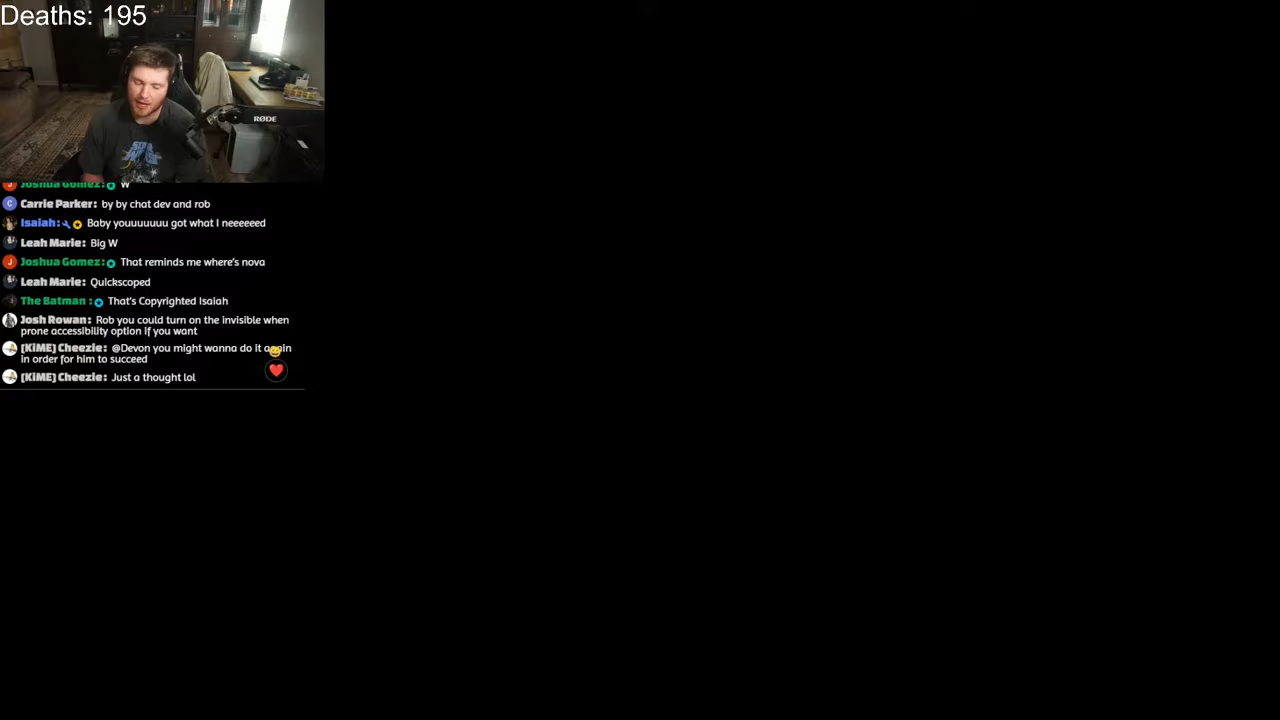 Deaths: 195
RØDE
Joshua Gomez: W
Carrie Parker: by by chat dev and rob
Isaiah: Baby youuuuuuu got what I neeeeeed
Leah Marie: Big W
Joshua Gomez: That reminds me where's nova
Leah Marie: Quickscoped
The Batman : That's Copyrighted Isaiah
Josh Rowan: Rob you could turn on the invisible when
prone accessibility option if you want
[KiME] Cheezie: @Devon you might wanna do it again
in order for him to succeed
[KiME] Cheezie: Just a thought lol